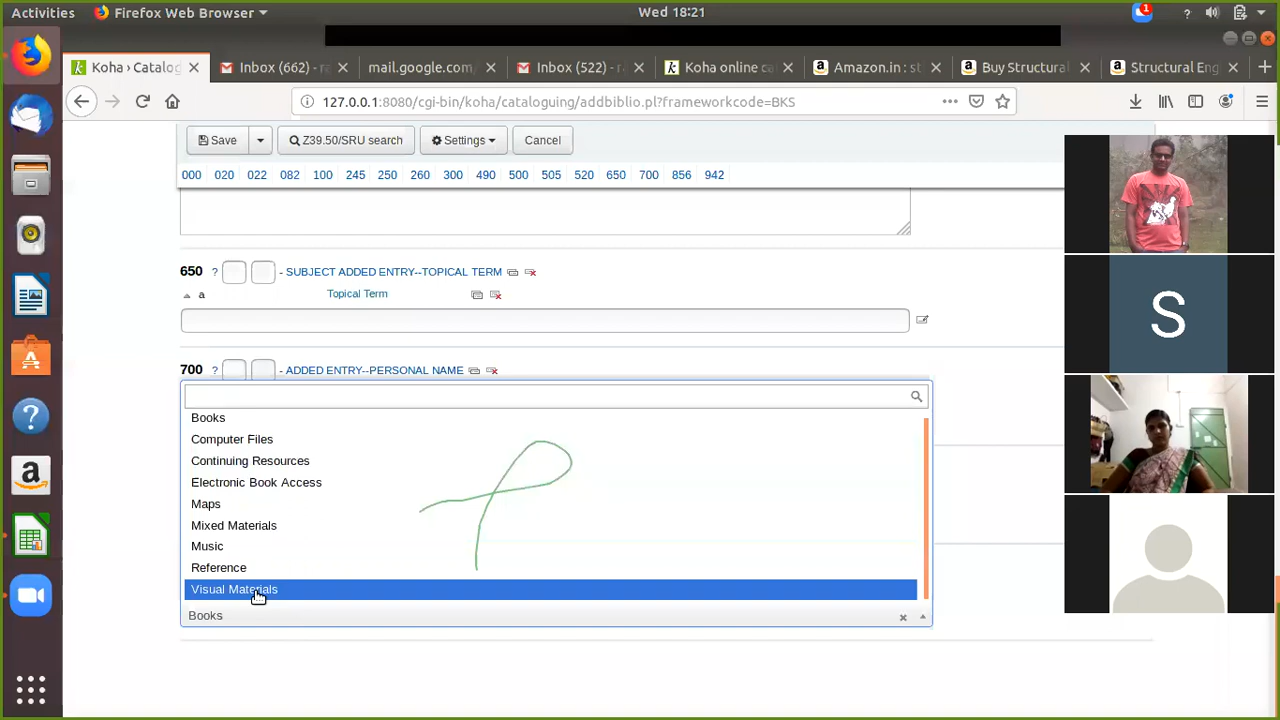 Activities Firefox Web Browser Wed 18:21 1 ?
Koha › Catalog Inbox (662) - ra mail.google.com Inbox (522) - ra Koha online ca Amazon.in : st Buy Structural Structural Eng
127.0.0.1:8080/cgi-bin/koha/cataloguing/addbiblio.pl?frameworkcode=BKS
Save Z39.50/SRU search Settings Cancel
000 020 022 082 100 245 250 260 300 490 500 505 520 650 700 856 942
650 ? - SUBJECT ADDED ENTRY--TOPICAL TERM
a Topical Term
700 ? - ADDED ENTRY--PERSONAL NAME
Books
Computer Files
Continuing Resources
Electronic Book Access
Maps
Mixed Materials
Music
Reference
Visual Materials
Books
S